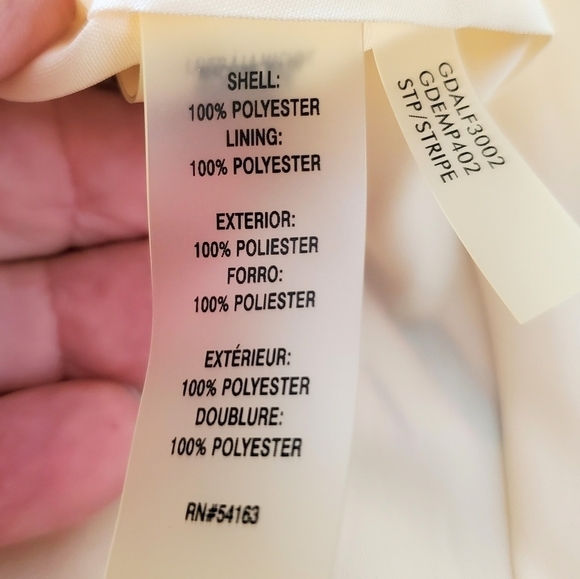 SHELL:
100% POLYESTER
LINING:
100% POLYESTER
EXTERIOR:
100% POLIESTER
FORRO:
100% POLIESTER
EXTÉRIEUR:
100% POLYESTER
DOUBLURE:
100% POLYESTER
RN#54163
GDALF3002
GDEMP402
STP/STRIPE